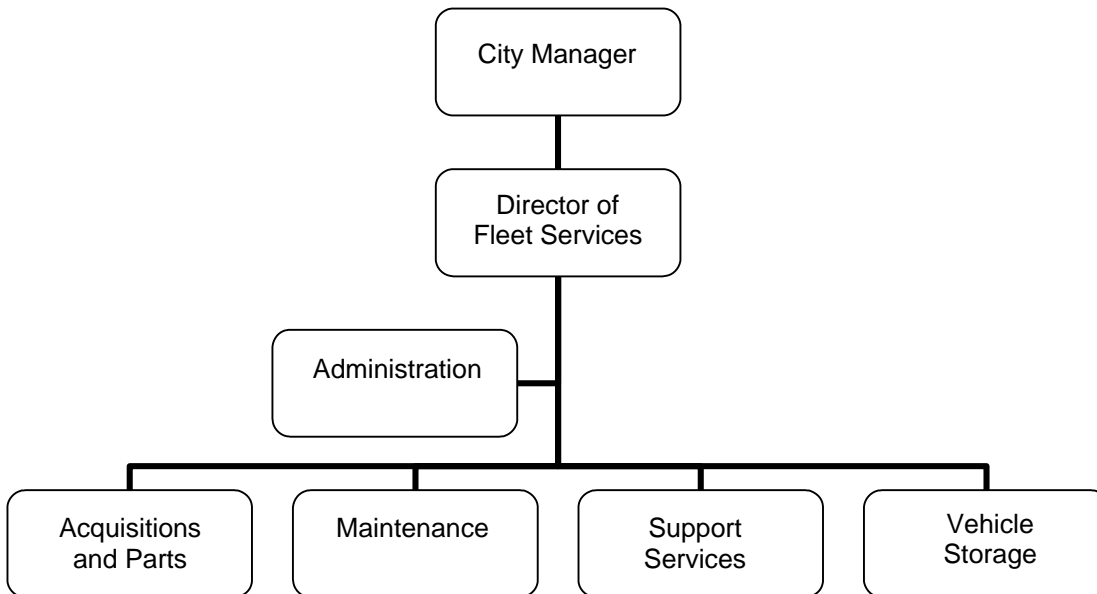 City Manager
Director of
Fleet Services
Administration
Acquisitions
and Parts
Maintenance
Support
Services
Vehicle
Storage